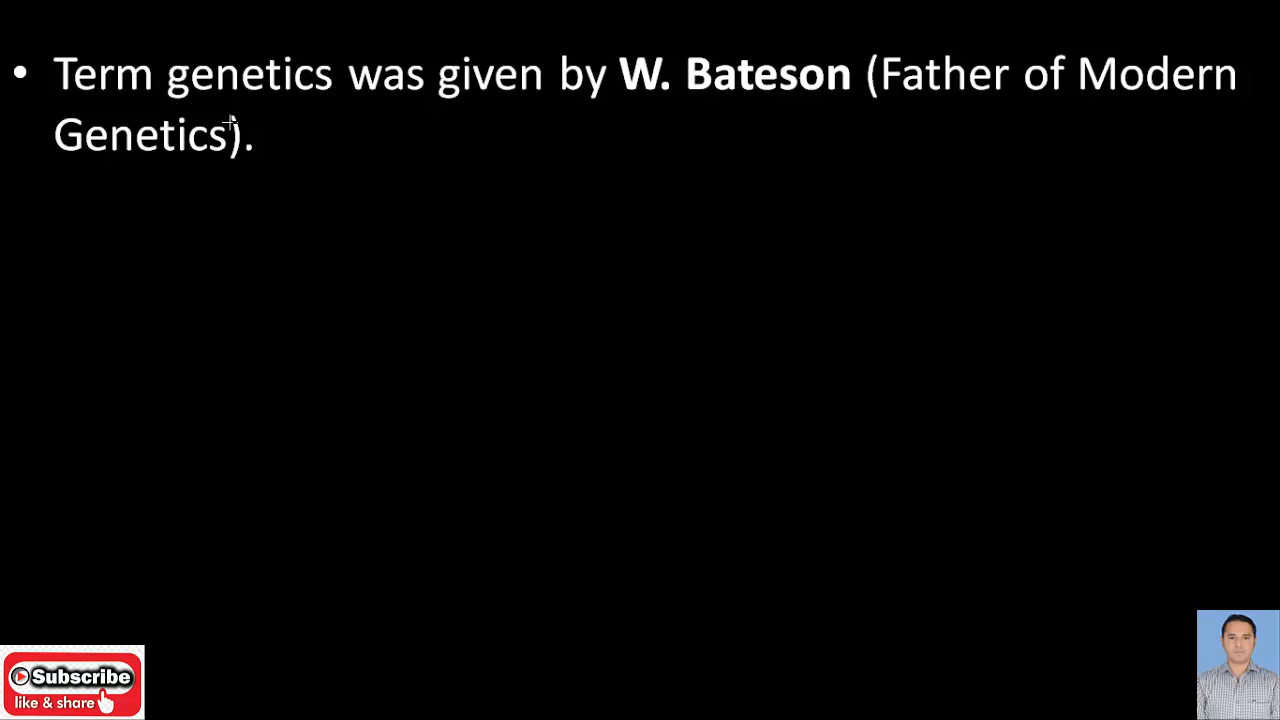 • Term genetics was given by W. Bateson (Father of Modern
Genetics).
Subscribe
like & share